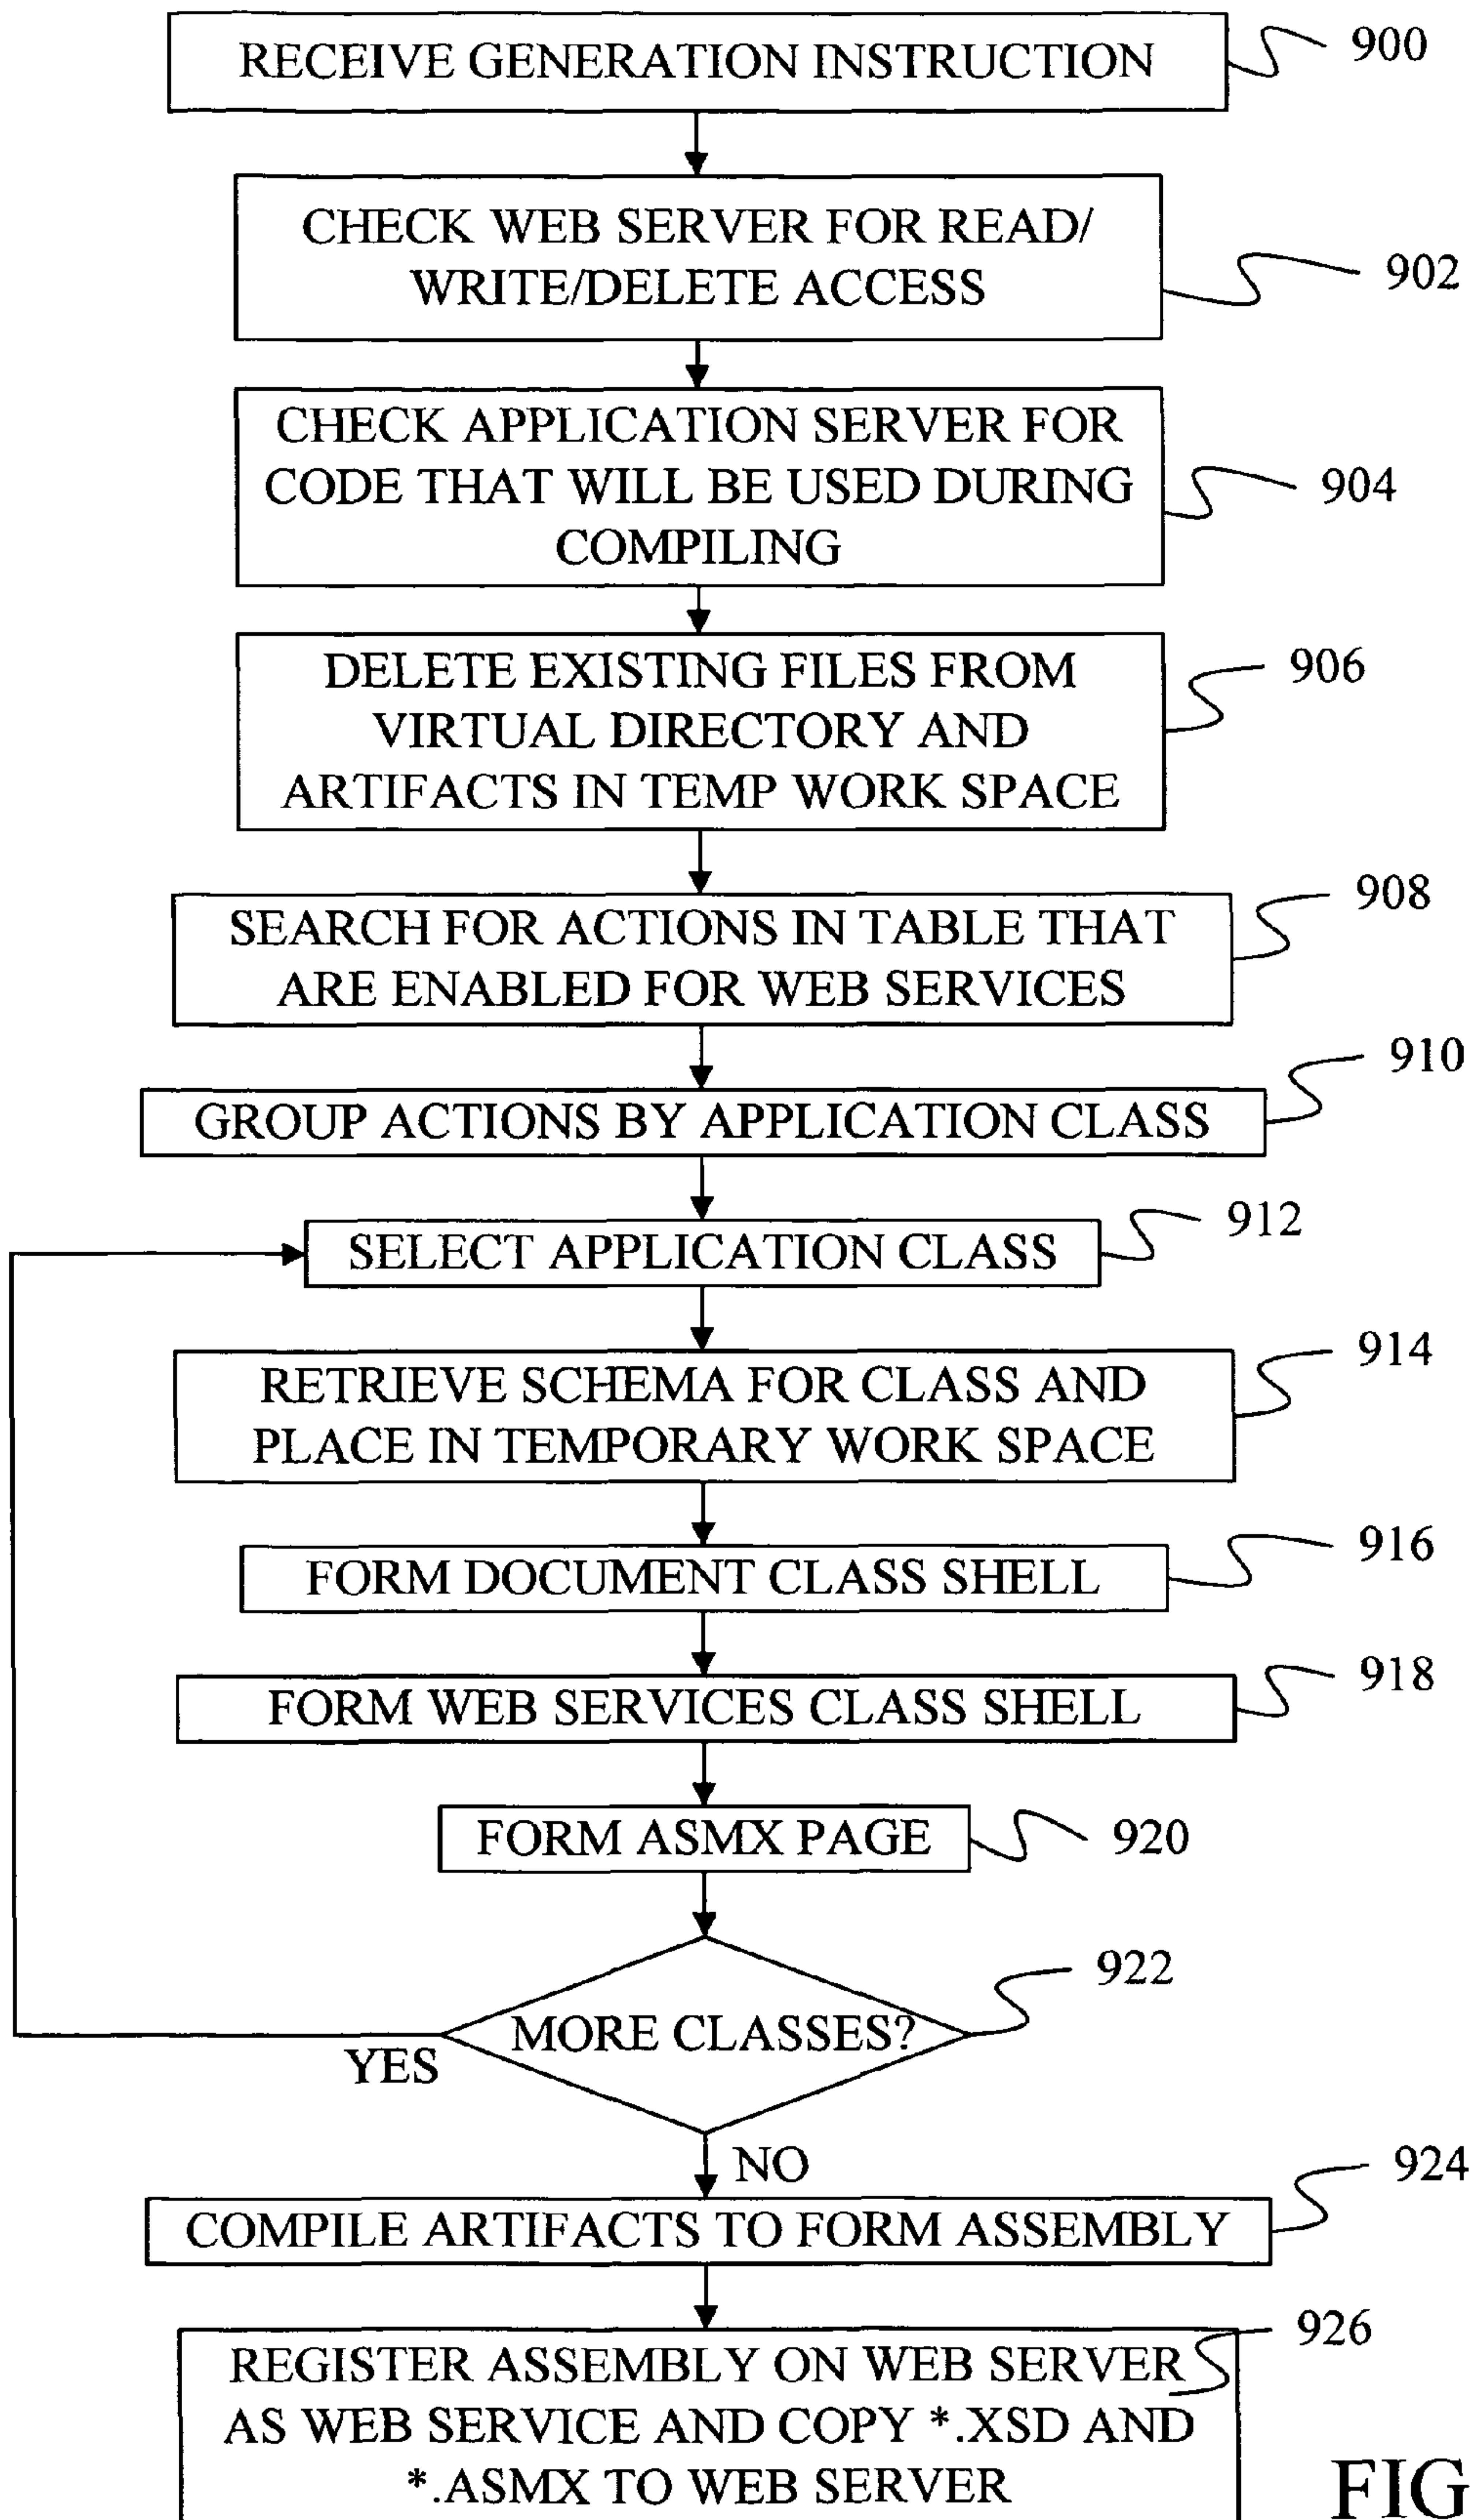 RECEIVE GENERATION INSTRUCTION
900
CHECK WEB SERVER FOR READ/
WRITE/DELETE ACCESS
902
CHECK APPLICATION SERVER FOR
CODE THAT WILL BE USED DURING
COMPILING
904
DELETE EXISTING FILES FROM
VIRTUAL DIRECTORY AND
ARTIFACTS IN TEMP WORK SPACE
906
SEARCH FOR ACTIONS IN TABLE THAT
ARE ENABLED FOR WEB SERVICES
908
GROUP ACTIONS BY APPLICATION CLASS
910
SELECT APPLICATION CLASS
912
RETRIEVE SCHEMA FOR CLASS AND
PLACE IN TEMPORARY WORK SPACE
914
FORM DOCUMENT CLASS SHELL
916
FORM WEB SERVICES CLASS SHELL
918
FORM ASMX PAGE
920
MORE CLASSES?
922
YES
NO
COMPILE ARTIFACTS TO FORM ASSEMBLY
924
REGISTER ASSEMBLY ON WEB SERVER
AS WEB SERVICE AND COPY *.XSD AND
*.ASMX TO WEB SERVER
926
FIG